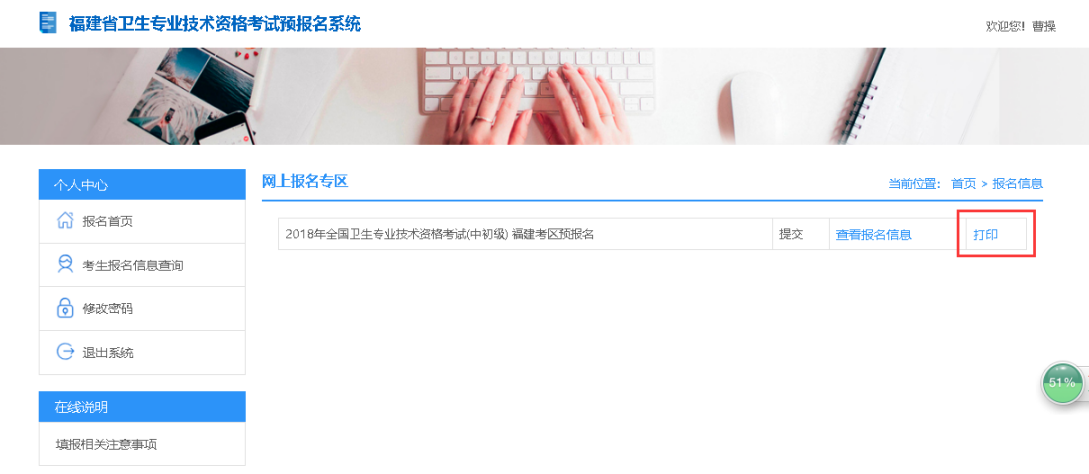 福建省卫生专业技术资格考试预报名系统
欢迎您! 曹操
个人中心
报名首页
考生报名信息查询
修改密码
退出系统
在线说明
填报相关注意事项
网上报名专区
当前位置: 首页 > 报名信息
2018年全国卫生专业技术资格考试(中初级) 福建考区预报名 提交 查看报名信息 打印
51%